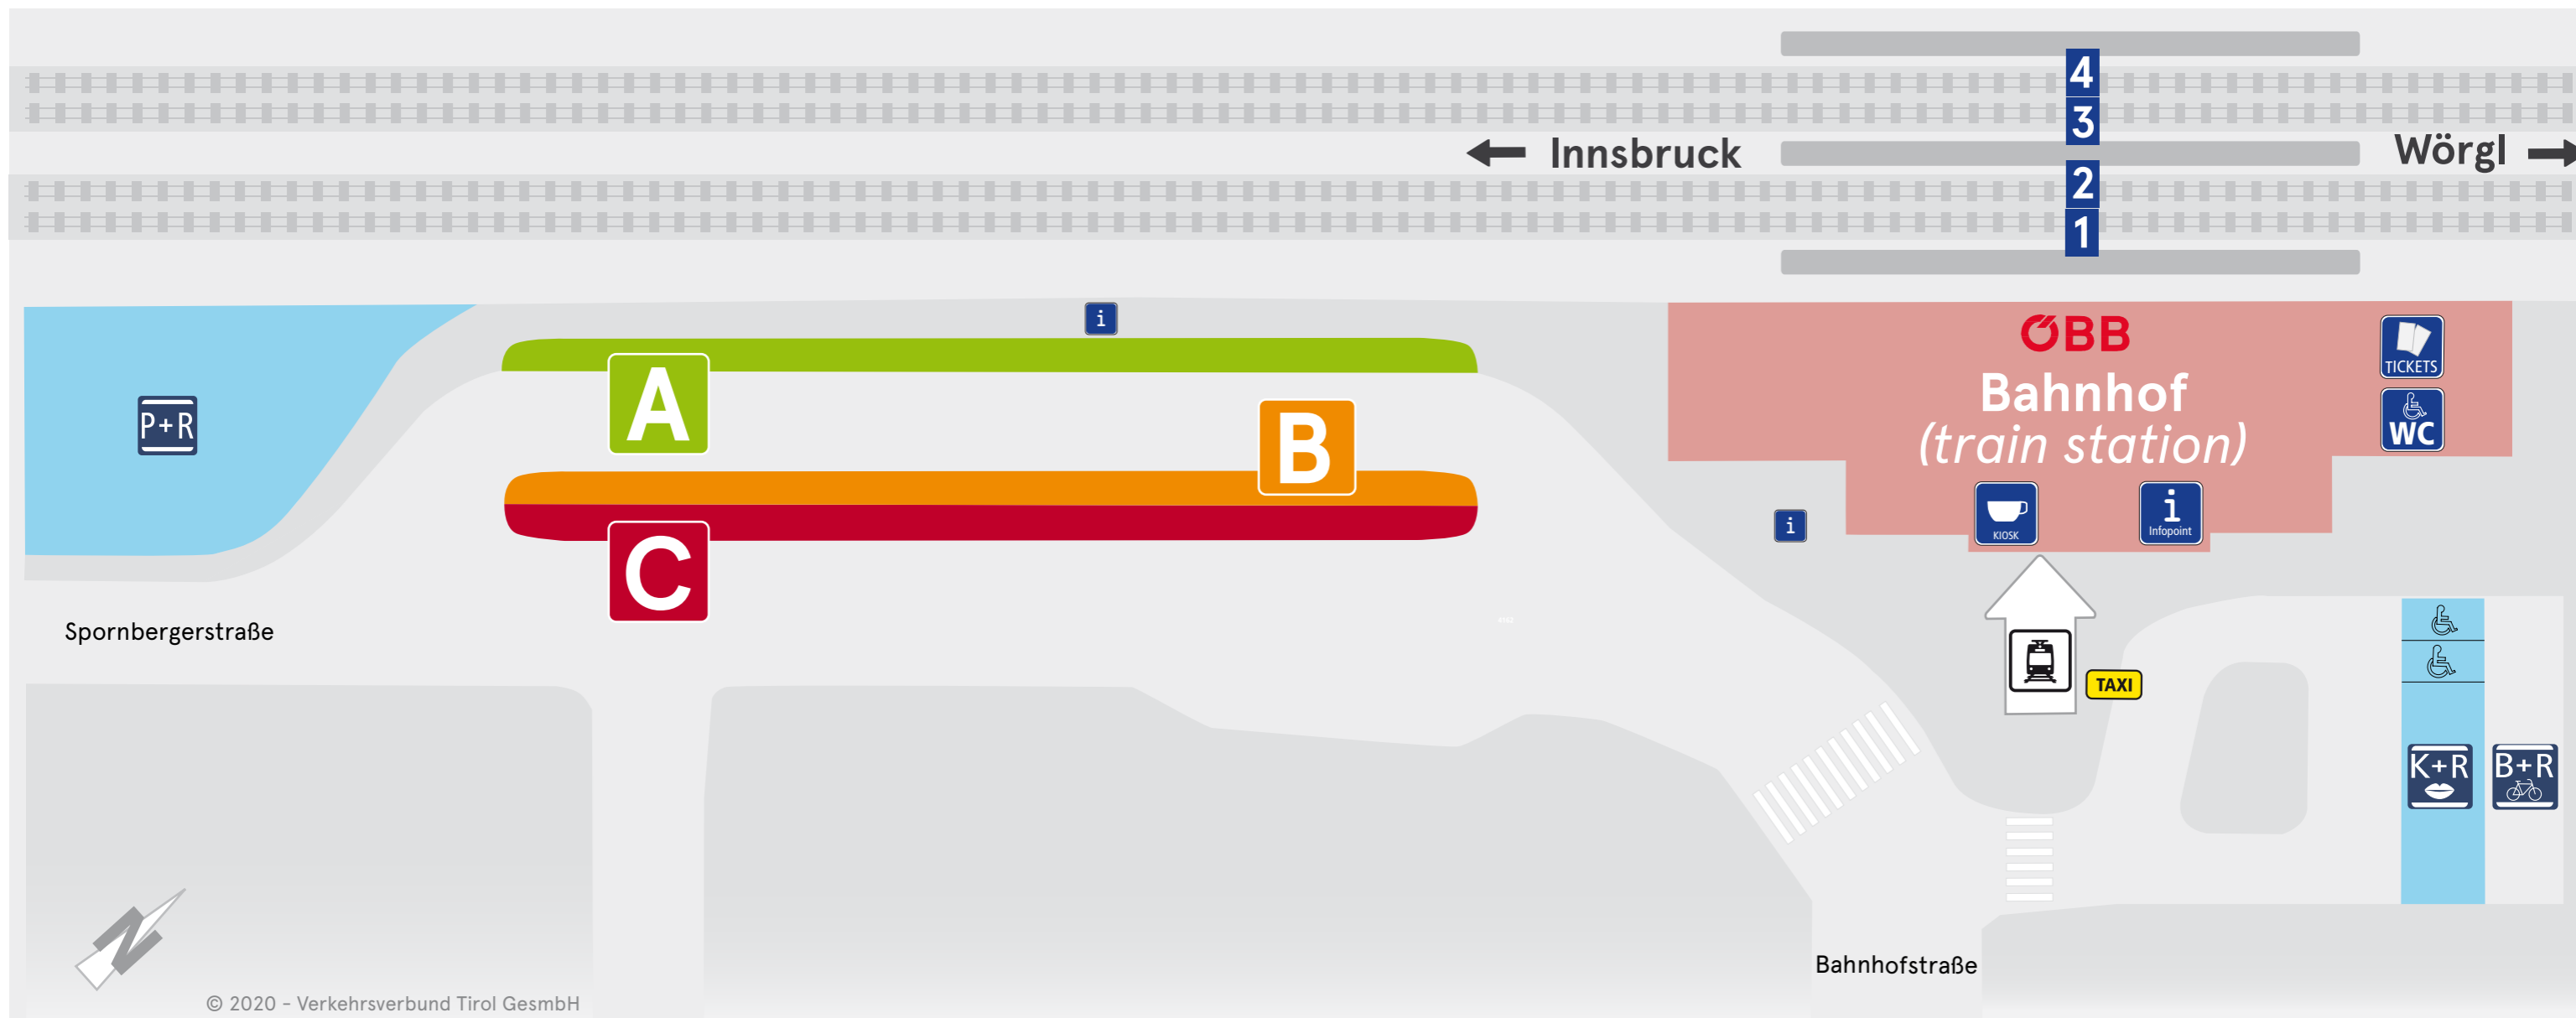 4
3
← Innsbruck
Wörgl →
2
1
i
ÖBB
TICKETS
Bahnhof
(train station)
WC
P+R
A
B
C
i
KIOSK
i
Infopoint
Spornbergerstraße
TAXI
K+R
B+R
N
Bahnhofstraße
© 2020 - Verkehrsverbund Tirol GesmbH